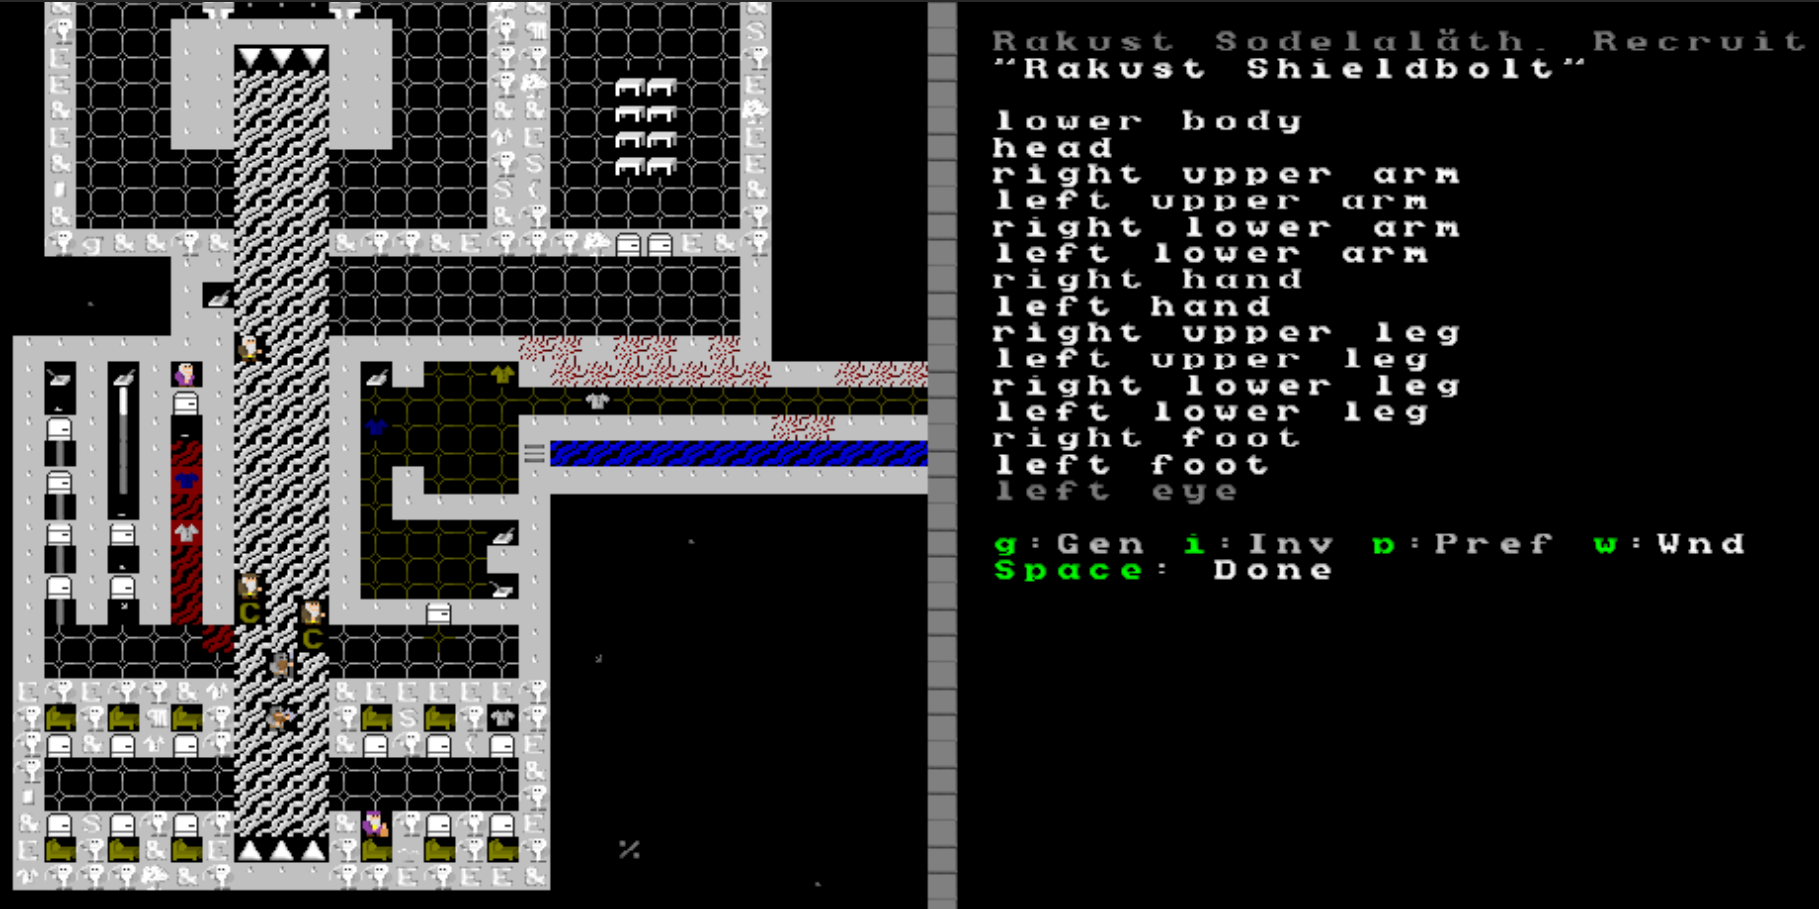 Rakust Sodelalåth. Recruit
"Rakust Shieldbolt"
lower body
head
right upper arm
left upper arm
right lower arm
left lower arm
right hand
left hand
right upper leg
left upper leg
right lower leg
left lower leg
right foot
left foot
left eye
g:Gen i:Inv p:Pref w:Wnd
Space: Done